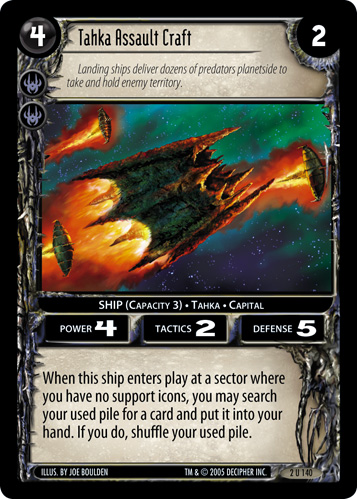 4 Tahka Assault Craft 2
Landing ships deliver dozens of predators planetside to
take and hold enemy territory.
SHIP (CAPACITY 3) • TAHKA • CAPITAL
POWER 4 TACTICS 2 DEFENSE 5
When this ship enters play at a sector where
you have no support icons, you may search
your used pile for a card and put it into your
hand. If you do, shuffle your used pile.
ILLUS. BY JOE BOULDEN TM & © 2005 DECIPHER INC. 2 U 140